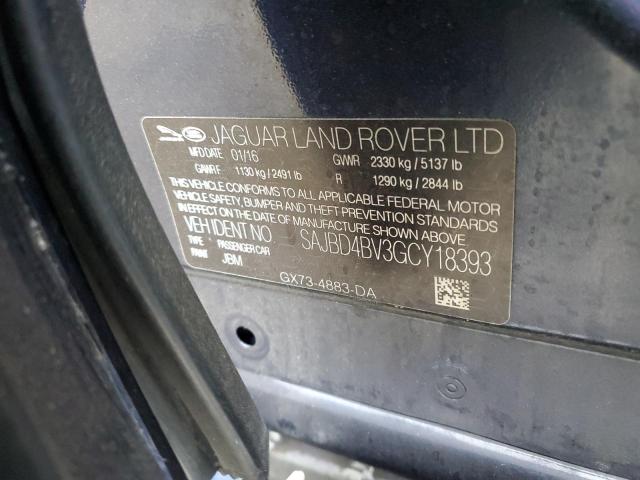 JAGUAR LAND ROVER LTD
MFD DATE 01/16 GWR 2330 kg / 5137 lb
GAWR F 1130 kg / 2491 lb R 1290 kg / 2844 lb
THIS VEHICLE CONFORMS TO ALL APPLICABLE FEDERAL MOTOR
VEHICLE SAFETY, BUMPER AND THEFT PREVENTION STANDARDS
IN EFFECT ON THE DATE OF MANUFACTURE SHOWN ABOVE
VEH IDENT NO SAJBD4BV3GCY18393
TYPE PASSENGER CAR
PAINT JBM
GX73-4883-DA